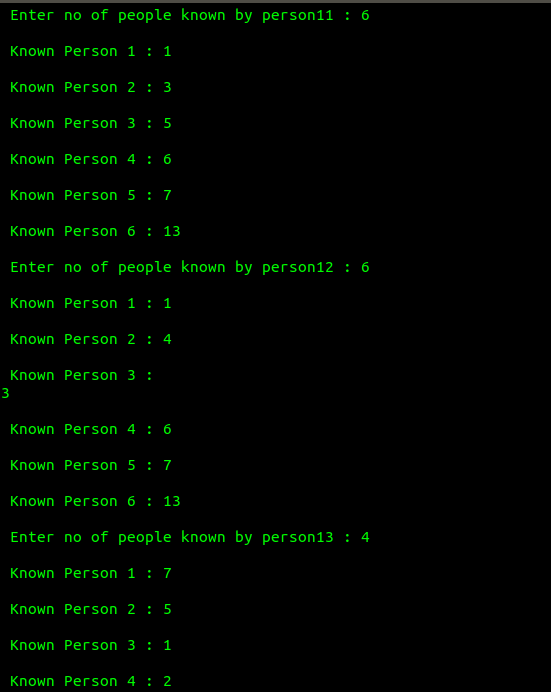 Enter no of people known by person11 : 6
Known Person 1 : 1
Known Person 2 : 3
Known Person 3 : 5
Known Person 4 : 6
Known Person 5 : 7
Known Person 6 : 13
Enter no of people known by person12 : 6
Known Person 1 : 1
Known Person 2 : 4
Known Person 3 :
3
Known Person 4 : 6
Known Person 5 : 7
Known Person 6 : 13
Enter no of people known by person13 : 4
Known Person 1 : 7
Known Person 2 : 5
Known Person 3 : 1
Known Person 4 : 2